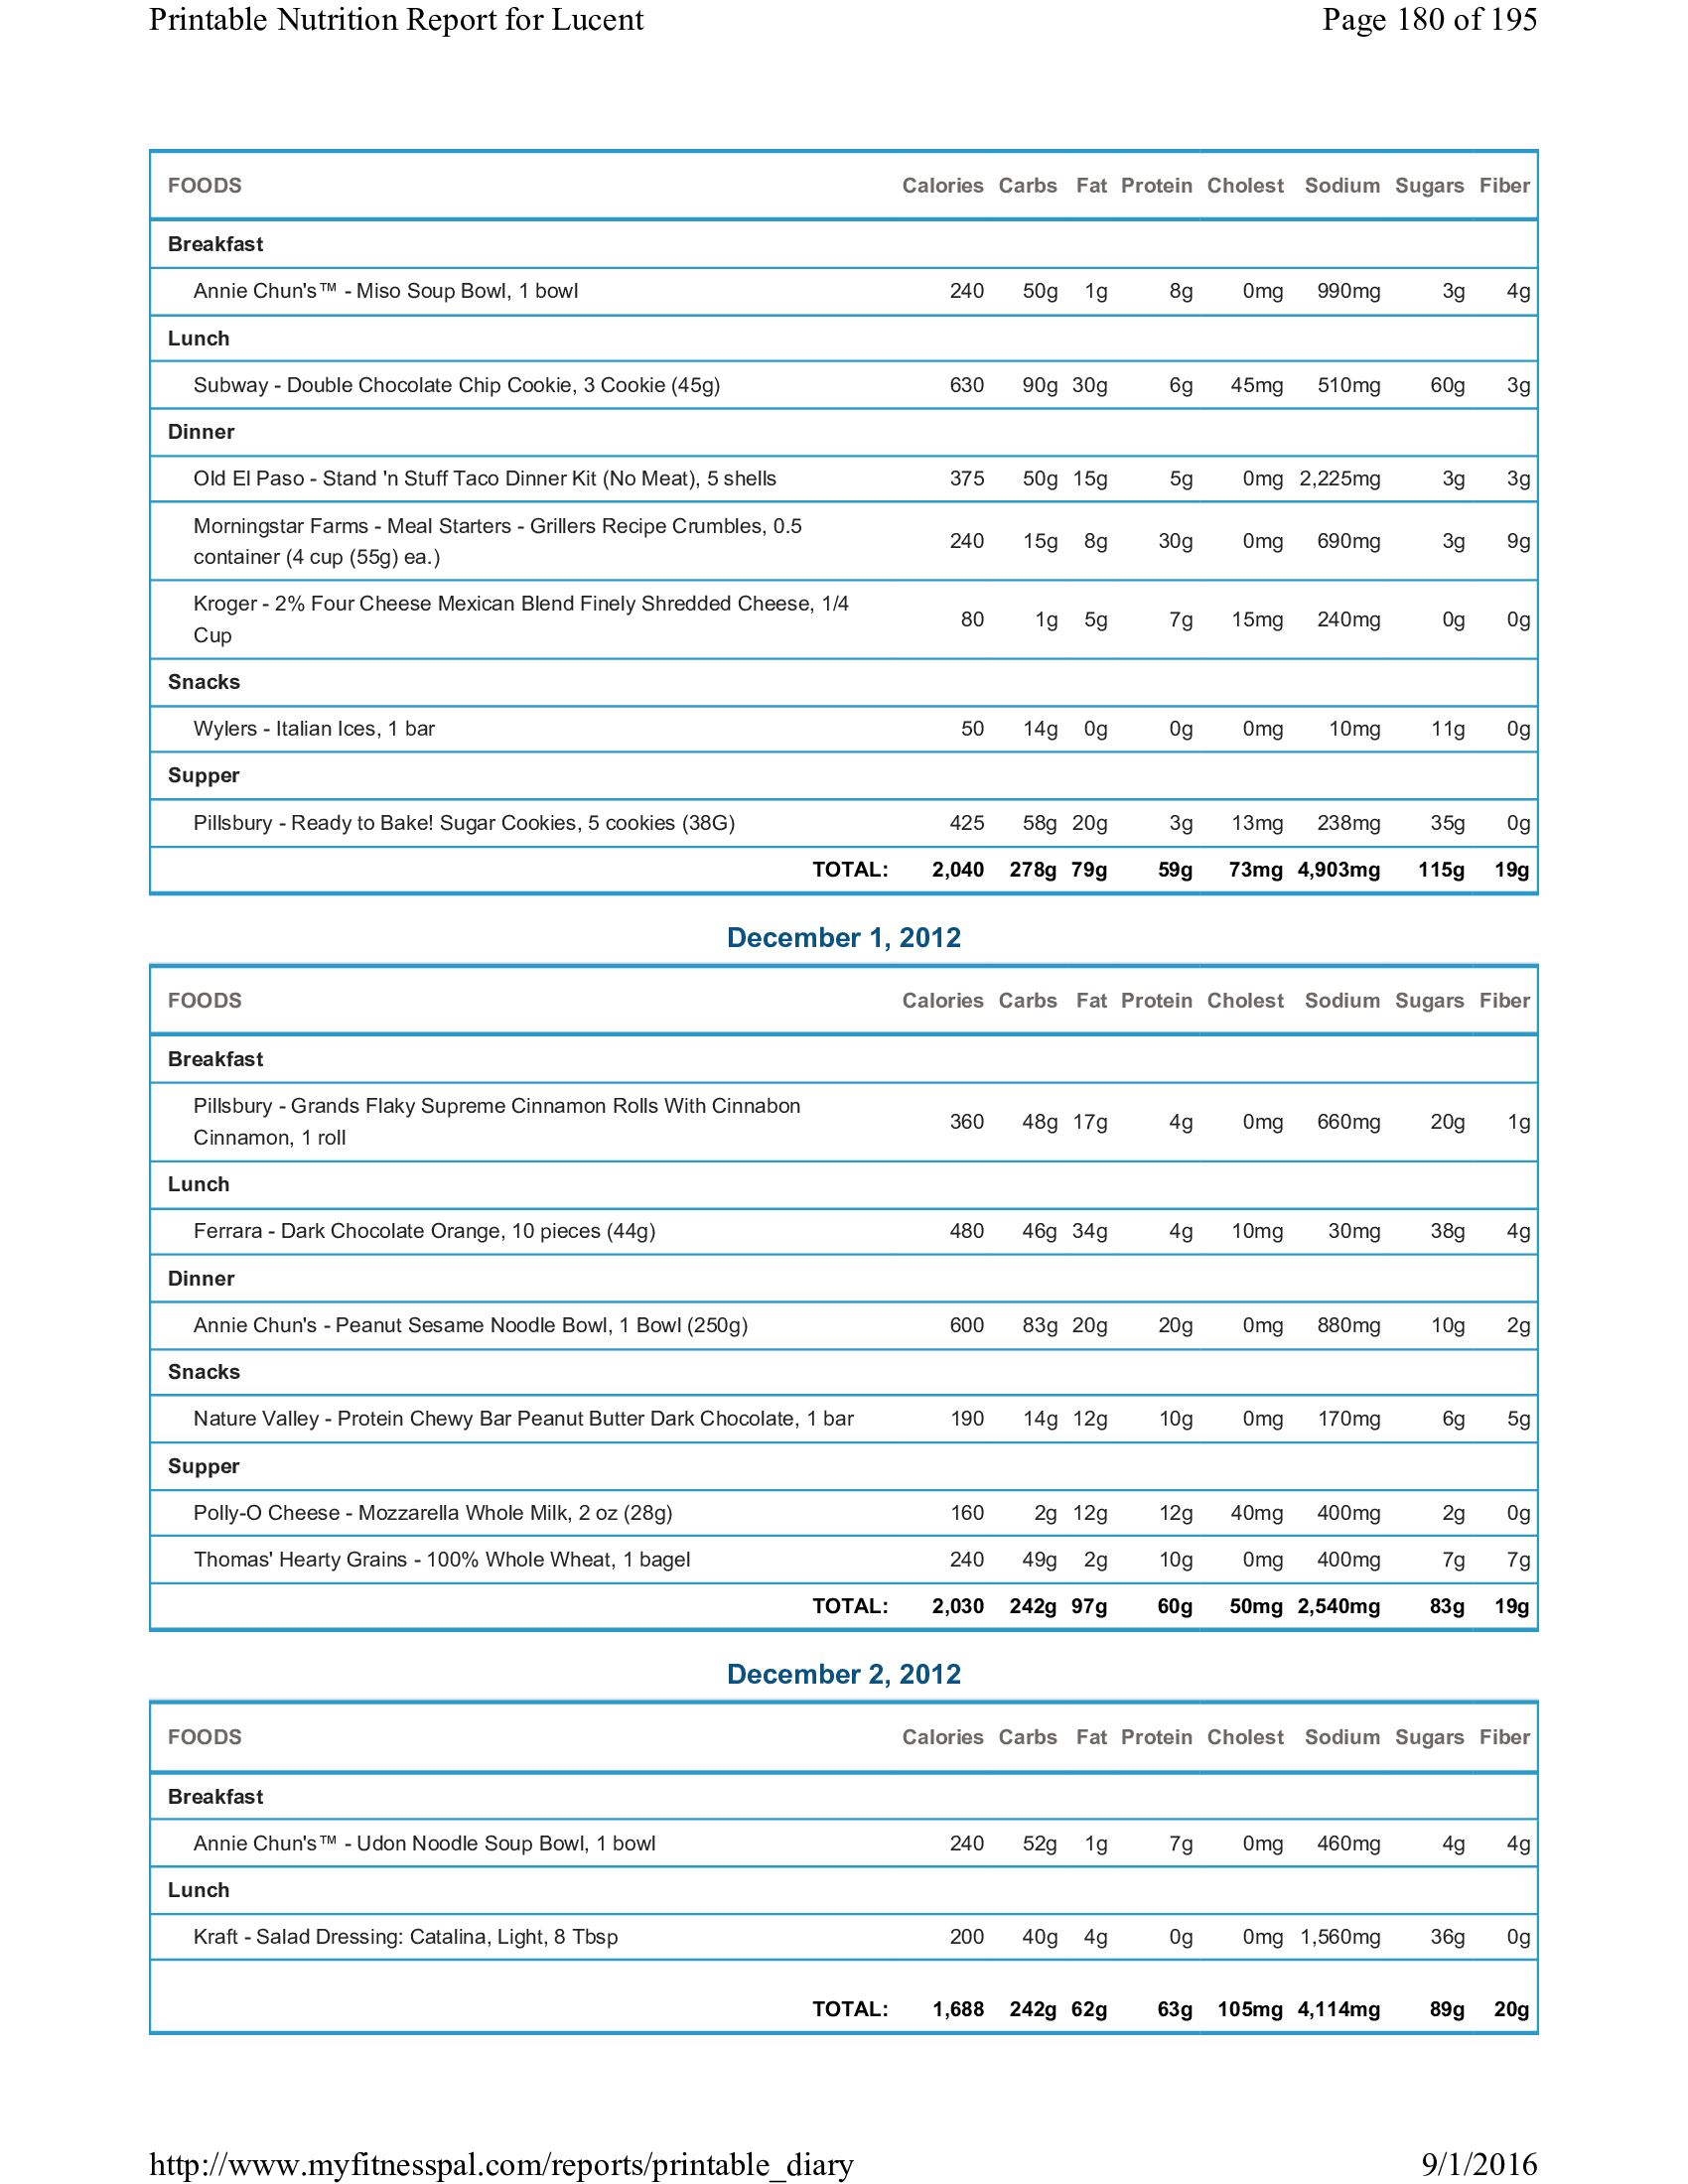 Printable Nutrition Report for Lucent Page 180 of 195
FOODS Calories Carbs Fat Protein Cholest Sodium Sugars Fiber
Breakfast
Annie Chun's™ - Miso Soup Bowl, 1 bowl 240 50g 1g 8g 0mg 990mg 3g 4g
Lunch
Subway - Double Chocolate Chip Cookie, 3 Cookie (45g) 630 90g 30g 6g 45mg 510mg 60g 3g
Dinner
Old El Paso - Stand 'n Stuff Taco Dinner Kit (No Meat), 5 shells 375 50g 15g 5g 0mg 2,225mg 3g 3g
Morningstar Farms - Meal Starters - Grillers Recipe Crumbles, 0.5
container (4 cup (55g) ea.) 240 15g 8g 30g 0mg 690mg 3g 9g
Kroger - 2% Four Cheese Mexican Blend Finely Shredded Cheese, 1/4
Cup 80 1g 5g 7g 15mg 240mg 0g 0g
Snacks
Wylers - Italian Ices, 1 bar 50 14g 0g 0g 0mg 10mg 11g 0g
Supper
Pillsbury - Ready to Bake! Sugar Cookies, 5 cookies (38G) 425 58g 20g 3g 13mg 238mg 35g 0g
TOTAL: 2,040 278g 79g 59g 73mg 4,903mg 115g 19g
December 1, 2012
FOODS Calories Carbs Fat Protein Cholest Sodium Sugars Fiber
Breakfast
Pillsbury - Grands Flaky Supreme Cinnamon Rolls With Cinnabon
Cinnamon, 1 roll 360 48g 17g 4g 0mg 660mg 20g 1g
Lunch
Ferrara - Dark Chocolate Orange, 10 pieces (44g) 480 46g 34g 4g 10mg 30mg 38g 4g
Dinner
Annie Chun's - Peanut Sesame Noodle Bowl, 1 Bowl (250g) 600 83g 20g 20g 0mg 880mg 10g 2g
Snacks
Nature Valley - Protein Chewy Bar Peanut Butter Dark Chocolate, 1 bar 190 14g 12g 10g 0mg 170mg 6g 5g
Supper
Polly-O Cheese - Mozzarella Whole Milk, 2 oz (28g) 160 2g 12g 12g 40mg 400mg 2g 0g
Thomas' Hearty Grains - 100% Whole Wheat, 1 bagel 240 49g 2g 10g 0mg 400mg 7g 7g
TOTAL: 2,030 242g 97g 60g 50mg 2,540mg 83g 19g
December 2, 2012
FOODS Calories Carbs Fat Protein Cholest Sodium Sugars Fiber
Breakfast
Annie Chun's™ - Udon Noodle Soup Bowl, 1 bowl 240 52g 1g 7g 0mg 460mg 4g 4g
Lunch
Kraft - Salad Dressing: Catalina, Light, 8 Tbsp 200 40g 4g 0g 0mg 1,560mg 36g 0g
TOTAL: 1,688 242g 62g 63g 105mg 4,114mg 89g 20g
http://www.myfitnesspal.com/reports/printable_diary 9/1/2016